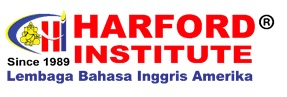 HARFORD®
INSTITUTE
Since 1989
Lembaga Bahasa Inggris Amerika